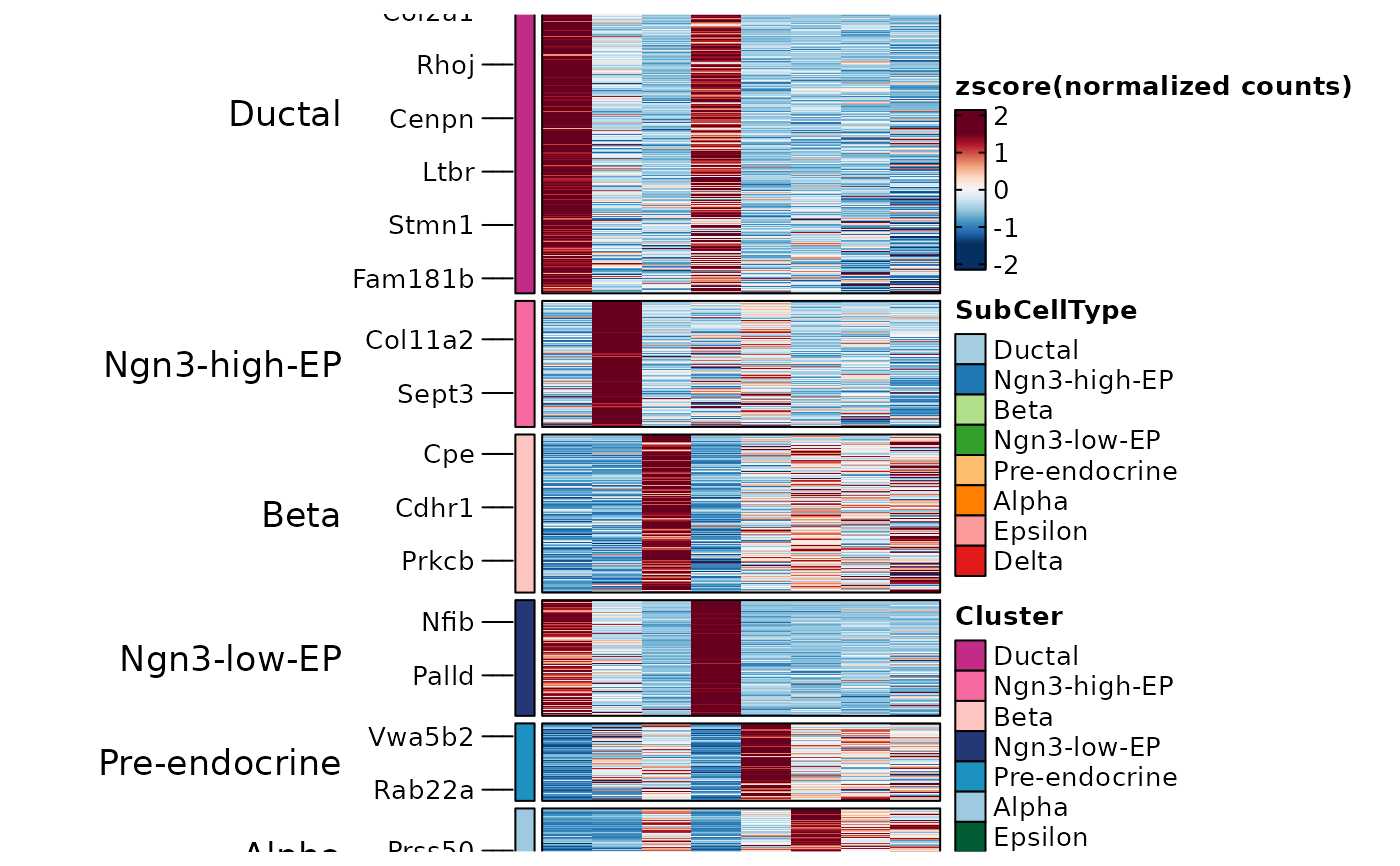 Col2a1
Rhoj
Ductal
Cenpn
Ltbr
Stmn1
Fam181b
Col11a2
Ngn3-high-EP
Sept3
Cpe
Beta
Cdhr1
Prkcb
Nfib
Ngn3-low-EP
Palld
Vwa5b2
Pre-endocrine
Rab22a
Alpha
Prss50
zscore(normalized counts)
2
1
0
-1
-2
SubCellType
Ductal
Ngn3-high-EP
Beta
Ngn3-low-EP
Pre-endocrine
Alpha
Epsilon
Delta
Cluster
Ductal
Ngn3-high-EP
Beta
Ngn3-low-EP
Pre-endocrine
Alpha
Epsilon